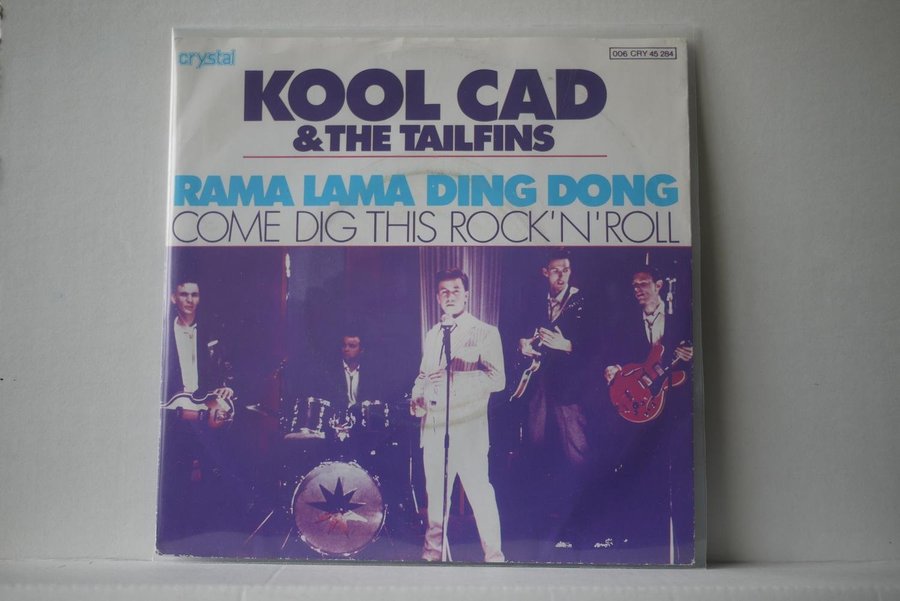 crystal
006 CRY 45 284
KOOL CAD
& THE TAILFINS
RAMA LAMA DING DONG
COME DIG THIS ROCK'N'ROLL